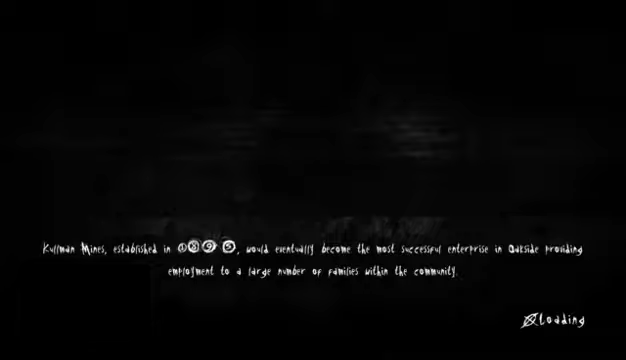 Kullman Mines, established in 1895, would eventually become the most successful enterprise in Oakside providing
employment to a large number of families within the community.
Loading